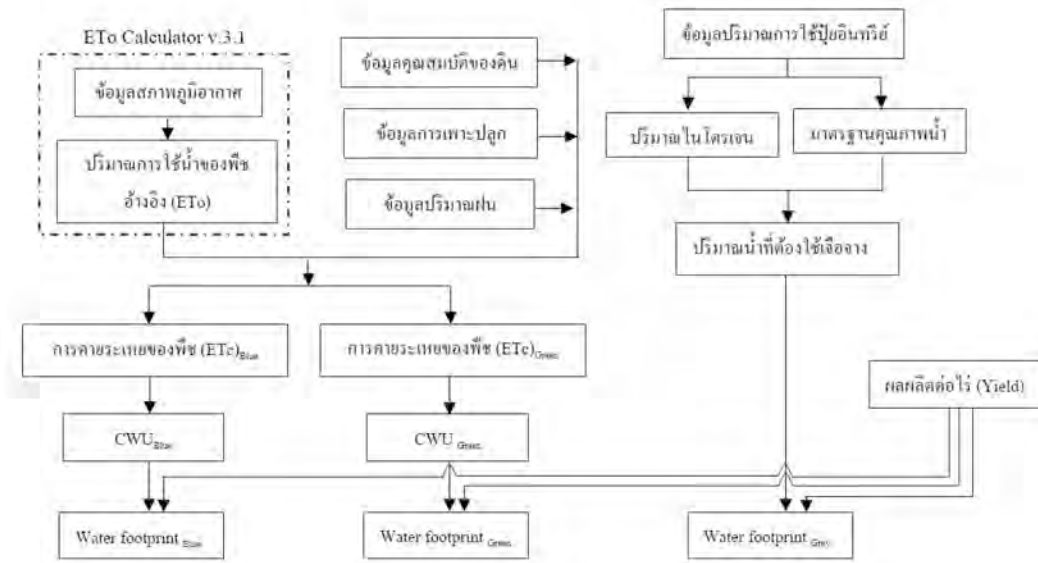 ETo Calculator v.3.1
ข้อมูลสภาพภูมิอากาศ
ปริมาณการใช้น้ำของพืช
อ้างอิง (ETo)
ข้อมูลคุณสมบัติของดิน
ข้อมูลการเพาะปลูก
ข้อมูลปริมาณฝน
ข้อมูลปริมาณการใช้ปุ๋ยอินทรีย์
ปริมาณไนโตรเจน
มาตรฐานคุณภาพน้ำ
ปริมาณน้ำที่ต้องใช้เจือจาง
การคายระเหยของพืช (ETc)Blue
การคายระเหยของพืช (ETc)Green
ผลผลิตต่อไร่ (Yield)
CWU Blue
CWU Green
Water footprint Blue
Water footprint Green
Water footprint Grey